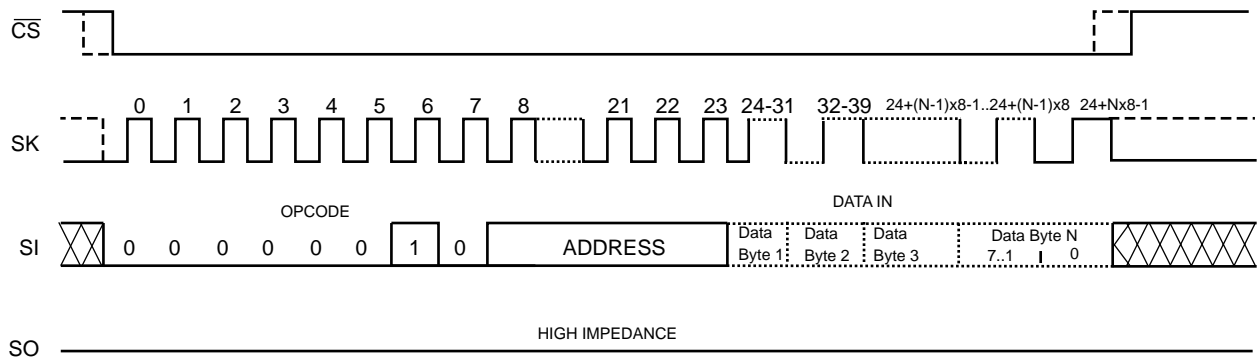 CS
0 1 2 3 4 5 6 7 8 21 22 23 24-31 32-39 24+(N-1)x8-1..24+(N-1)x8 24+Nx8-1
SK
OPCODE DATA IN
SI 0 0 0 0 0 0 1 0 ADDRESS
Data Byte 1
Data Byte 2
Data Byte 3
Data Byte N
7..1 0
HIGH IMPEDANCE
SO